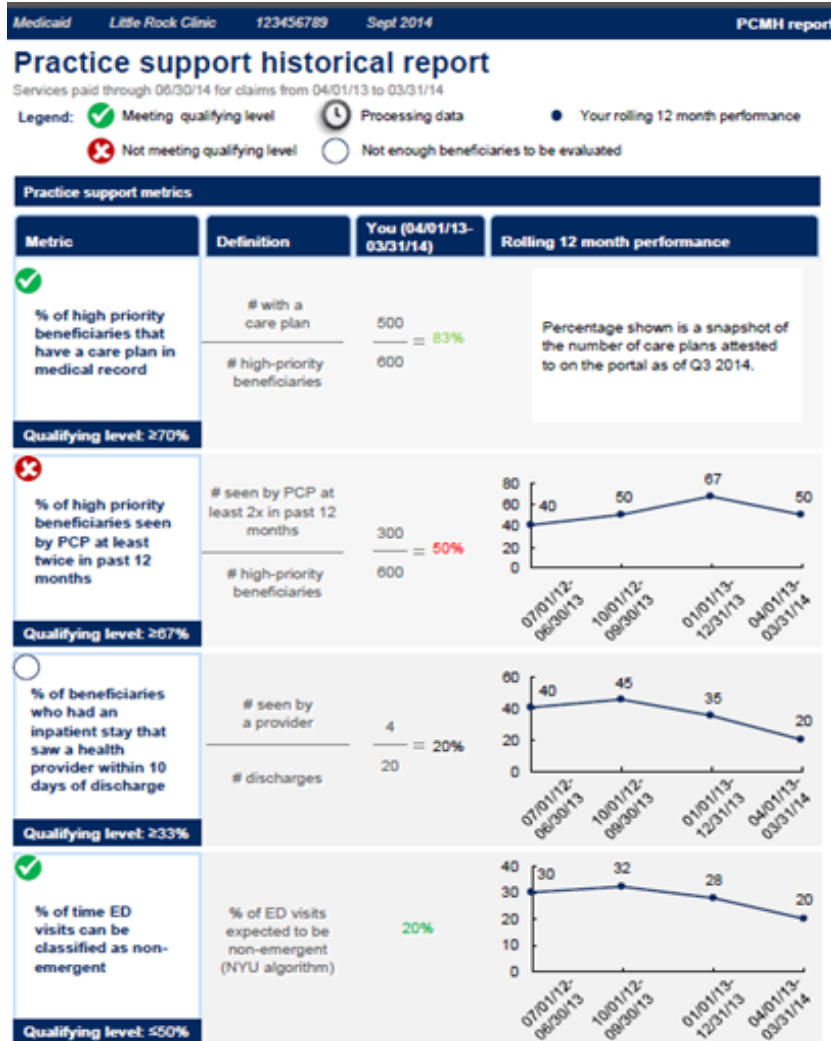 Medicaid Little Rock Clinic 123456789 Sept 2014 PCMH report
Practice support historical report
Services paid through 06/30/14 for claims from 04/01/13 to 03/31/14
Legend: Meeting qualifying level Processing data Your rolling 12 month performance
Not meeting qualifying level Not enough beneficiaries to be evaluated
Practice support metrics
Metric
Definition
You (04/01/13-
03/31/14)
Rolling 12 month performance
% of high priority
beneficiaries that
have a care plan in
medical record
Qualifying level: ≥70%
# with a
care plan
# high-priority
beneficiaries
500
600
= 83%
Percentage shown is a snapshot of
the number of care plans attested
to on the portal as of Q3 2014.
% of high priority
beneficiaries seen
by PCP at least
twice in past 12
months
Qualifying level: ≥67%
# seen by PCP at
least 2x in past 12
months
# high-priority
beneficiaries
300
600
= 50%
80
60
40
20
0
40 50 67 50
07/01/12-
06/30/13
10/01/12-
09/30/13
01/01/13-
12/31/13
04/01/13-
03/31/14
% of beneficiaries
who had an
inpatient stay that
saw a health
provider within 10
days of discharge
Qualifying level: ≥33%
# seen by
a provider
# discharges
4
20
= 20%
60
40
20
0
40 45 35 20
07/01/12-
06/30/13
10/01/12-
09/30/13
01/01/13-
12/31/13
04/01/13-
03/31/14
% of time ED
visits can be
classified as non-
emergent
Qualifying level: ≤50%
% of ED visits
expected to be
non-emergent
(NYU algorithm)
20%
40
30
20
10
0
30 32 28 20
07/01/12-
06/30/13
10/01/12-
09/30/13
01/01/13-
12/31/13
04/01/13-
03/31/14